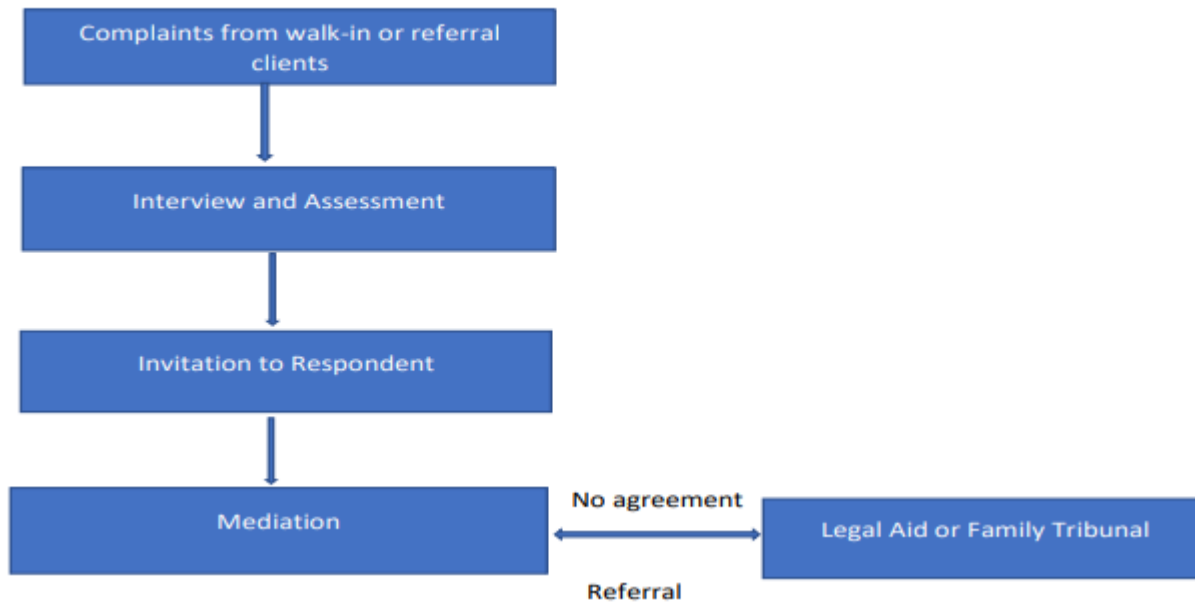 Complaints from walk-in or referral
clients
Interview and Assessment
Invitation to Respondent
Mediation
No agreement
Referral
Legal Aid or Family Tribunal